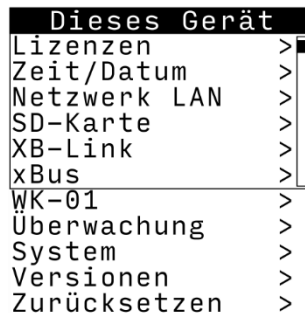 Dieses Gerät
Lizenzen >
Zeit/Datum >
Netzwerk LAN >
SD-Karte >
XB-Link >
xBus >
WK-01 >
Überwachung >
System >
Versionen >
Zurücksetzen >